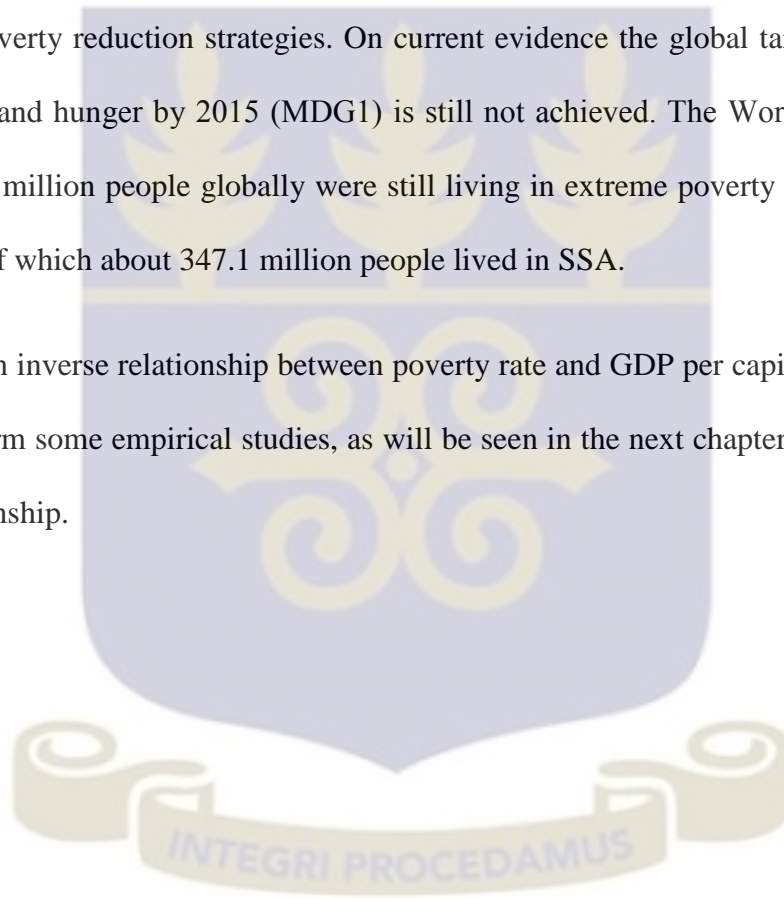 verty reduction strategies. On current evidence the global ta
and hunger by 2015 (MDG1) is still not achieved. The Wor
million people globally were still living in extreme poverty
f which about 347.1 million people lived in SSA.
n inverse relationship between poverty rate and GDP per capi
rm some empirical studies, as will be seen in the next chapter
nship.
INTEGRI PROCEDAMUS